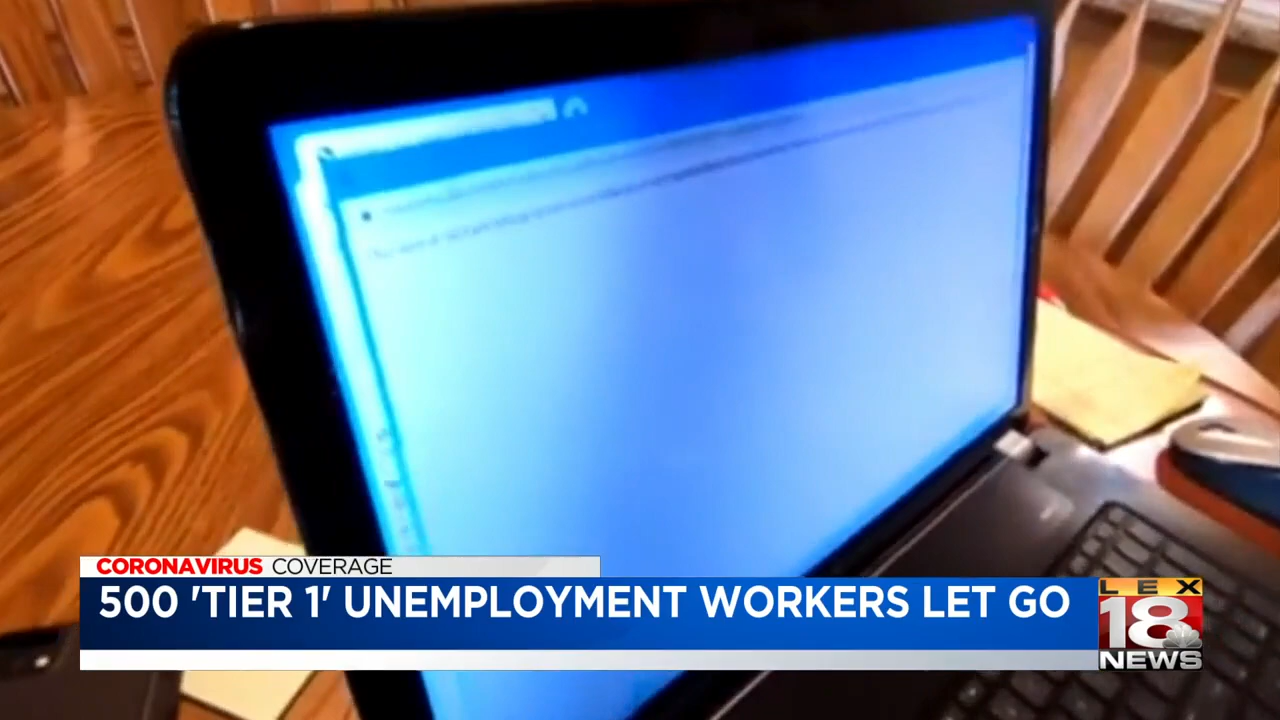 CORONAVIRUS COVERAGE
500 'TIER 1' UNEMPLOYMENT WORKERS LET GO
LEX
18
NEWS